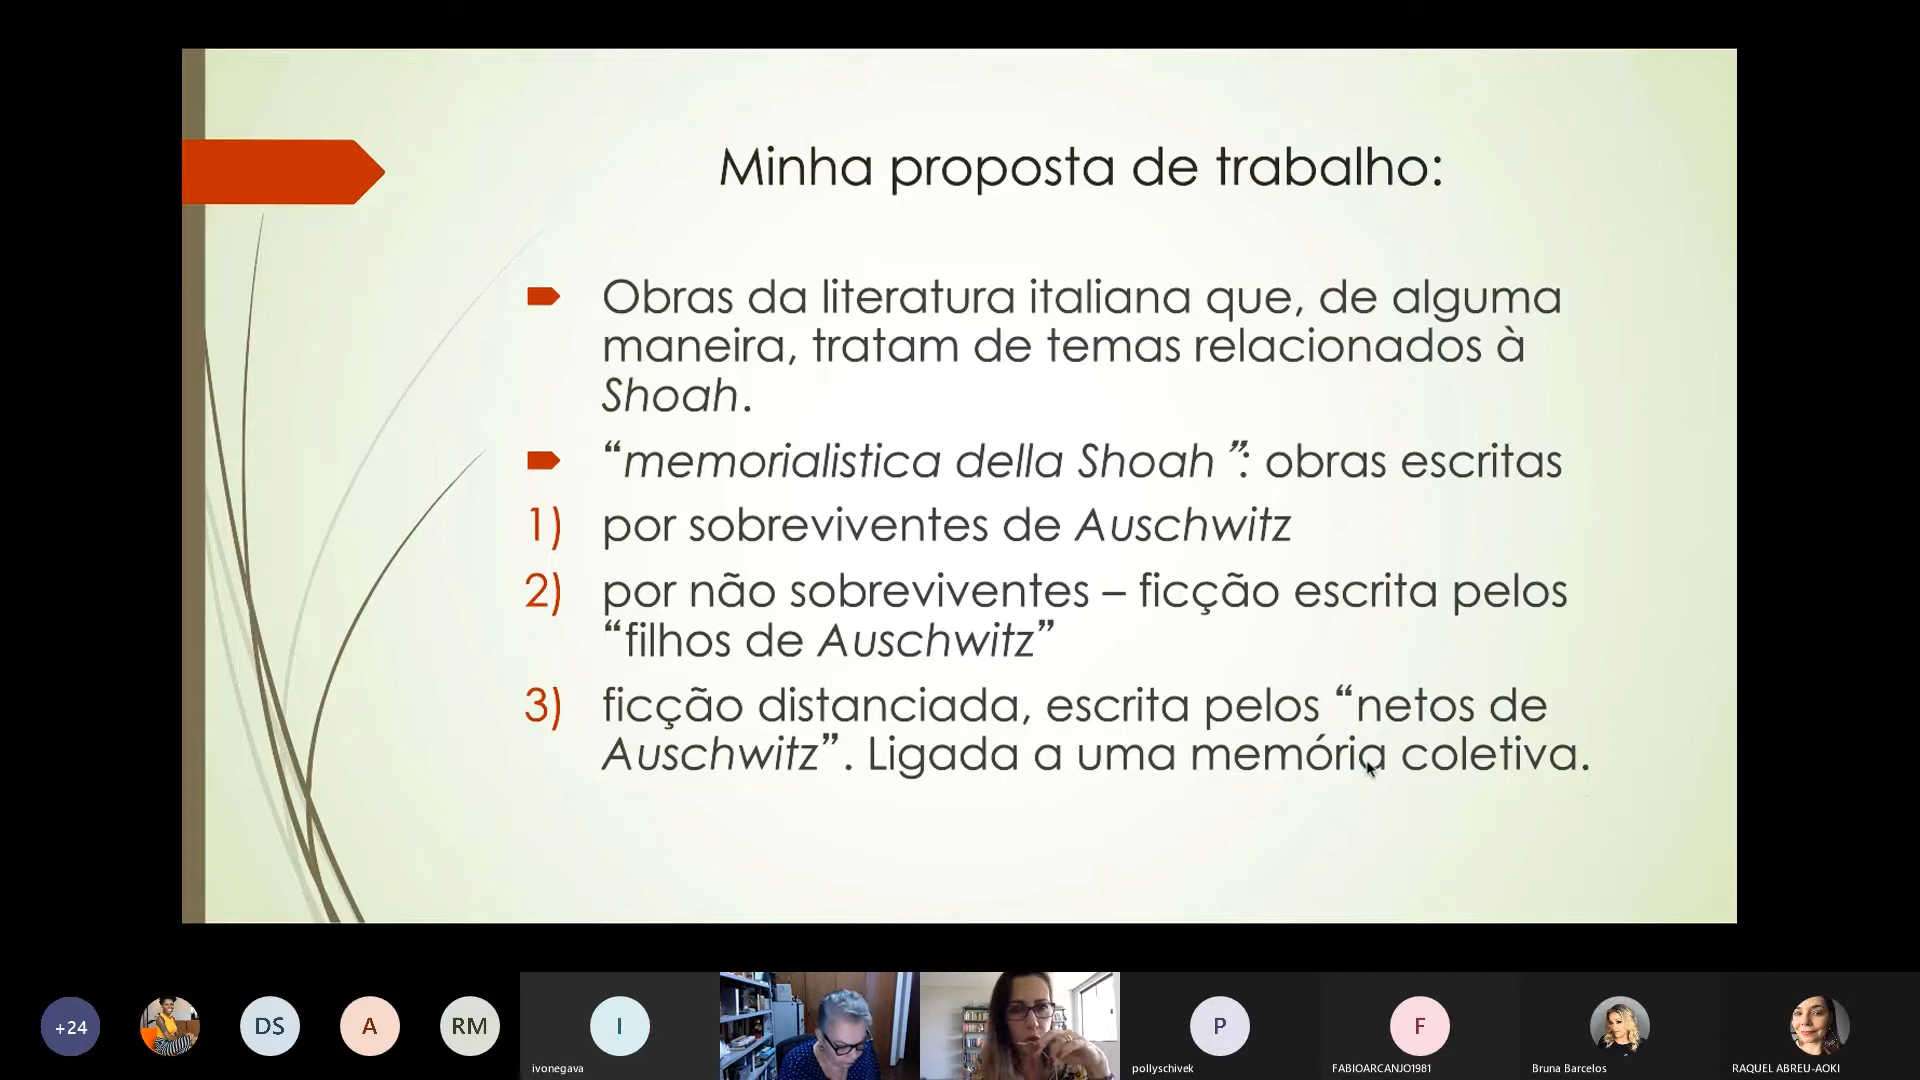 Minha proposta de trabalho:
Obras da literatura italiana que, de alguma
maneira, tratam de temas relacionados à
Shoah.
“memorialistica della Shoah ”: obras escritas
1) por sobreviventes de Auschwitz
2) por não sobreviventes – ficção escrita pelos
“filhos de Auschwitz”
3) ficção distanciada, escrita pelos “netos de
Auschwitz”. Ligada a uma memória coletiva.
+24
DS
A
RM
I
P
F
ivonegava
pollyschivek
FABIOARCANJO1981
Bruna Barcelos
RAQUEL ABREU-AOKI